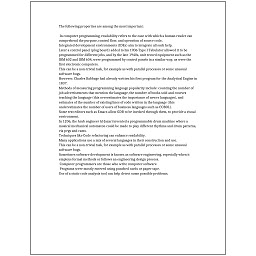 The following properties are among the most important:
In computer programming, readability refers to the ease with which a human reader can
comprehend the purpose, control flow, and operation of source code.
Integrated development environments (IDEs) aim to integrate all such help.
Later a control panel (plug board) added to his 1906 Type I Tabulator allowed it to be
programmed for different jobs, and by the late 1940s, unit record equipment such as the
IBM 602 and IBM 604, were programmed by control panels in a similar way, as were the
first electronic computers.
This can be a non-trivial task, for example as with parallel processes or some unusual
software bugs.
However, Charles Babbage had already written his first program for the Analytical Engine in
1837.
Methods of measuring programming language popularity include: counting the number of
job advertisements that mention the language, the number of books sold and courses
teaching the language (this overestimates the importance of newer languages), and
estimates of the number of existing lines of code written in the language (this
underestimates the number of users of business languages such as COBOL).
Some text editors such as Emacs allow GDB to be invoked through them, to provide a visual
environment.
In 1206, the Arab engineer Al-Jazari invented a programmable drum machine where a
musical mechanical automaton could be made to play different rhythms and drum patterns,
via pegs and cams.
Techniques like Code refactoring can enhance readability.
Many applications use a mix of several languages in their construction and use.
This can be a non-trivial task, for example as with parallel processes or some unusual
software bugs.
Sometimes software development is known as software engineering, especially when it
employs formal methods or follows an engineering design process.
Computer programmers are those who write computer software.
Programs were mostly entered using punched cards or paper tape.
Use of a static code analysis tool can help detect some possible problems.